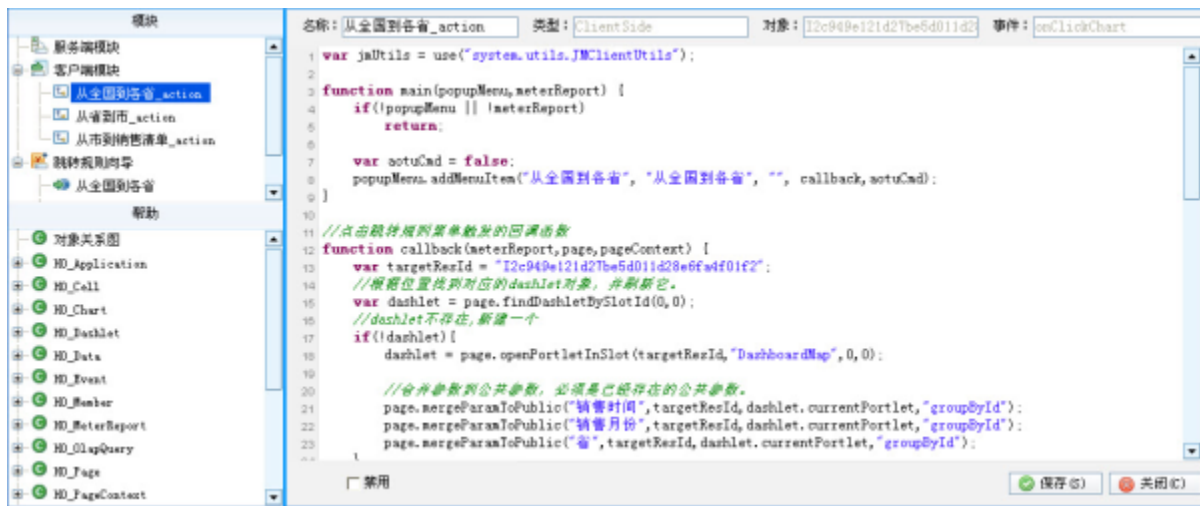 模块
服务端模块
客户端模块
从全国到各省_action
从省到市_action
从市到销售清单_action
跳转规则向导
从全国到各省
帮助
对象关系图
HD_Application
HD_Cell
HD_Chart
HD_Dashlet
HD_Data
HD_Event
HD_Member
HD_MeterReport
HD_OlapQuery
HD_Page
HD_PageContext
名称: 从全国到各省_action 类型: ClientSide 对象: I2c949e121d27be5d011d28 事件: onClickChart
1 var jmUtils = use("system.utils.JMClientUtils");
2
3 function main(popupMenu,meterReport) {
4 if(!popupMenu || !meterReport)
5 return;
6
7 var aotuCmd = false;
8 popupMenu.addMenuItem("从全国到各省", "从全国到各省", "", callback,aotuCmd);
9 }
10
11 //点击跳转规则菜单触发的回调函数
12 function callback(meterReport,page,pageContext) {
13 var targetResId = "I2c949e121d27be5d011d28e6fa4f01f2";
14 //根据位置找到对应的dashlet对象，并刷新它。
15 var dashlet = page.findDashletBySlotId(0,0);
16 //dashlet不存在,新建一个
17 if(!dashlet){
18 dashlet = page.openPortletInSlot(targetResId,"DashboardMap",0,0);
19
20 //合并参数到公共参数，必须是已经存在的公共参数。
21 page.mergeParamToPublic("销售时间",targetResId,dashlet.currentPortlet,"groupById");
22 page.mergeParamToPublic("销售月份",targetResId,dashlet.currentPortlet,"groupById");
23 page.mergeParamToPublic("省",targetResId,dashlet.currentPortlet,"groupById");
禁用
保存(S) 关闭(C)